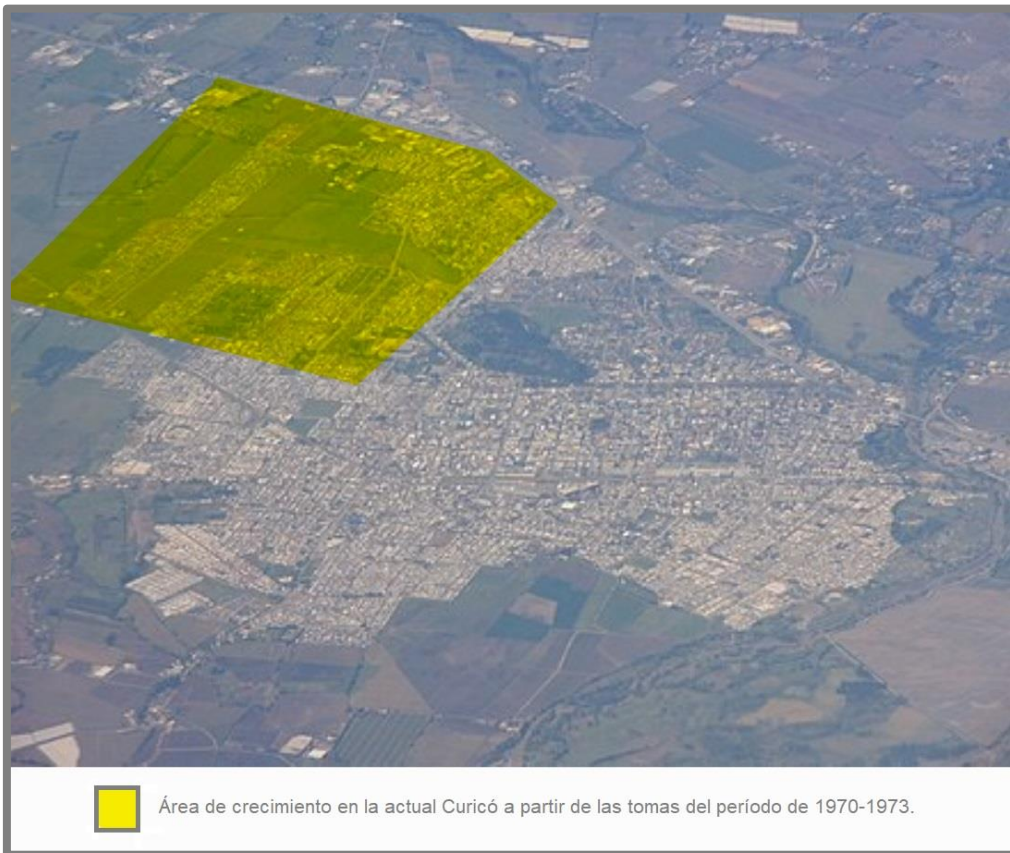 Área de crecimiento en la actual Curicó a partir de las tomas del período de 1970-1973.